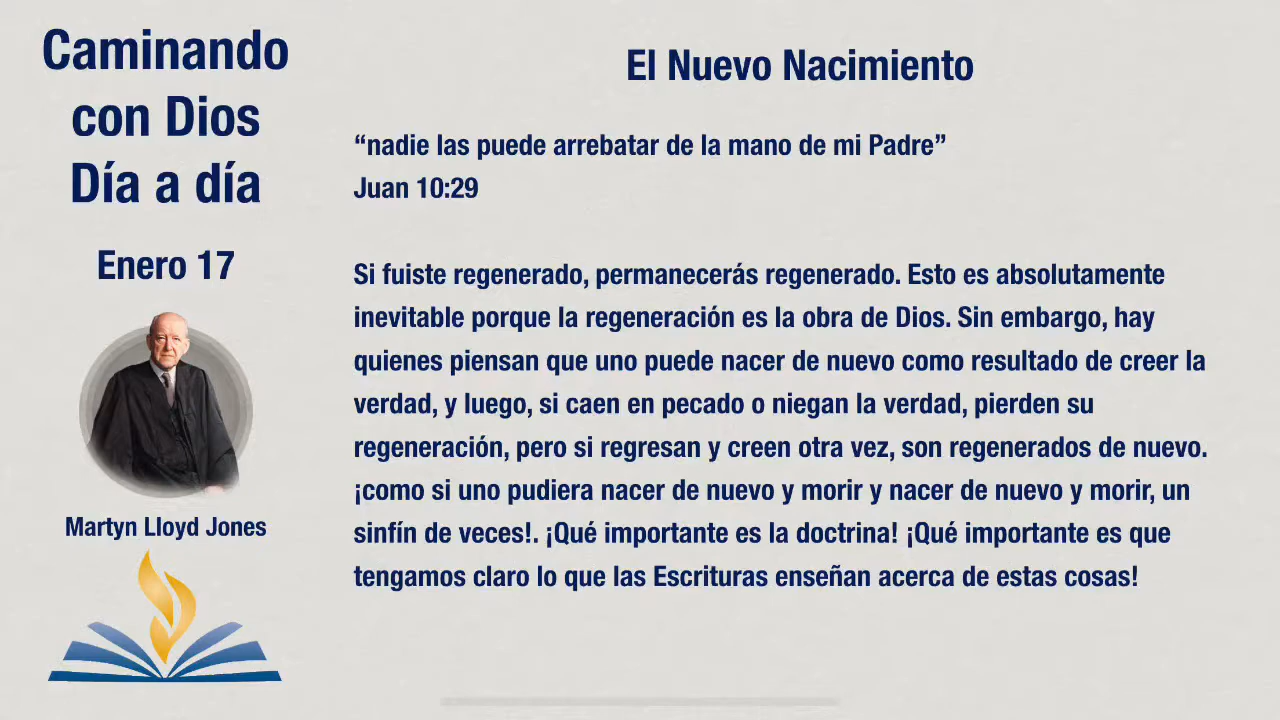 Caminando
con Dios
Día a día
Enero 17
Martyn Lloyd Jones
El Nuevo Nacimiento
“nadie las puede arrebatar de la mano de mi Padre”
Juan 10:29
Si fuiste regenerado, permanecerás regenerado. Esto es absolutamente
inevitable porque la regeneración es la obra de Dios. Sin embargo, hay
quienes piensan que uno puede nacer de nuevo como resultado de creer la
verdad, y luego, si caen en pecado o niegan la verdad, pierden su
regeneración, pero si regresan y creen otra vez, son regenerados de nuevo.
¡como si uno pudiera nacer de nuevo y morir y nacer de nuevo y morir, un
sinfín de veces!. ¡Qué importante es la doctrina! ¡Qué importante es que
tengamos claro lo que las Escrituras enseñan acerca de estas cosas!